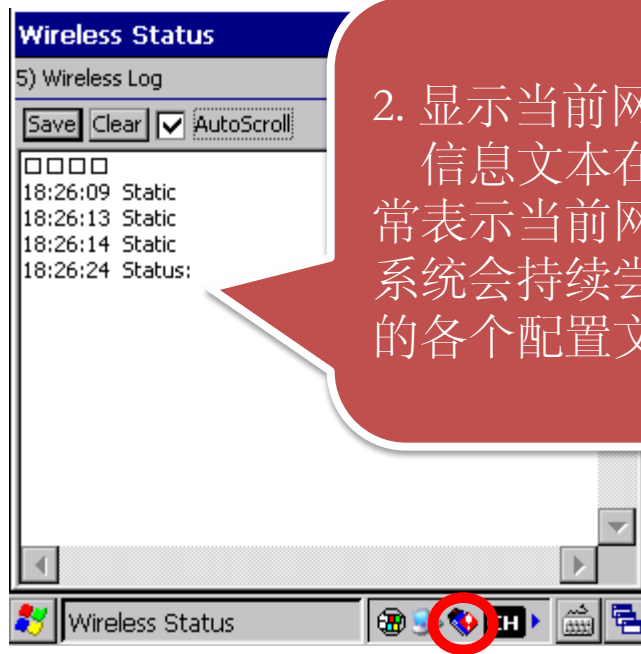 Wireless Status
5) Wireless Log
Save Clear AutoScroll
□□□□
18:26:09 Static
18:26:13 Static
18:26:14 Static
18:26:24 Status:
2. 显示当前网
信息文本在
常表示当前网
系统会持续尝
的各个配置文
Wireless Status
CH